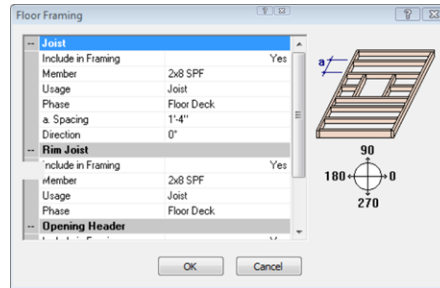 Floor Framing
-- Joist
Include in Framing Yes
Member 2x8 SPF
Usage Joist
Phase Floor Deck
a. Spacing 1'-4"
Direction 0°
-- Rim Joist
Include in Framing Yes
Member 2x8 SPF
Usage Joist
Phase Floor Deck
-- Opening Header
a
90
180 0
270
OK Cancel